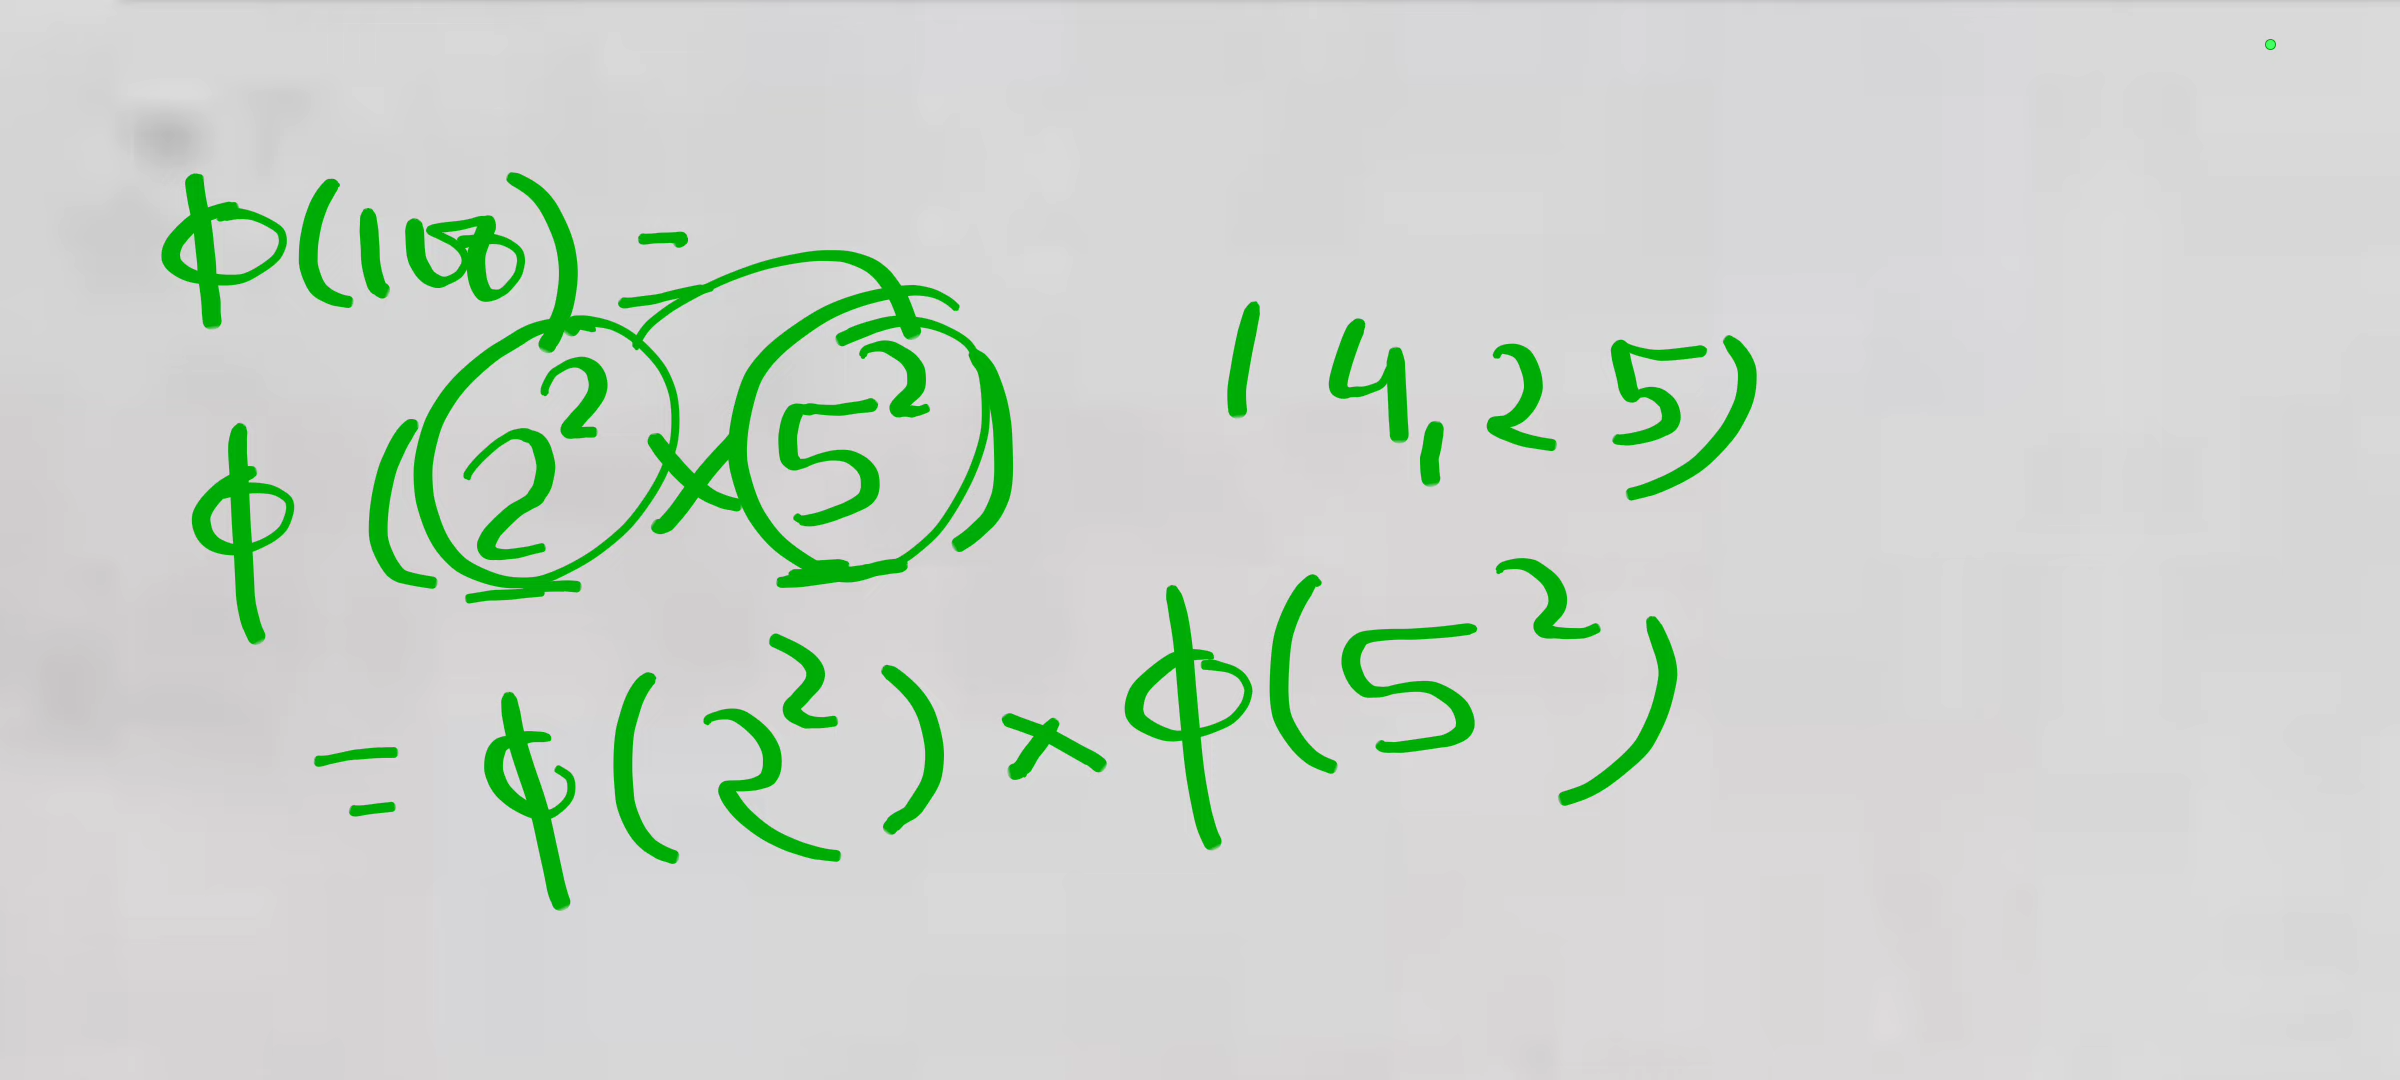 ϕ(100) =
ϕ (2² × 5²) ( 4, 25)
= ϕ(2²) × ϕ(5²)